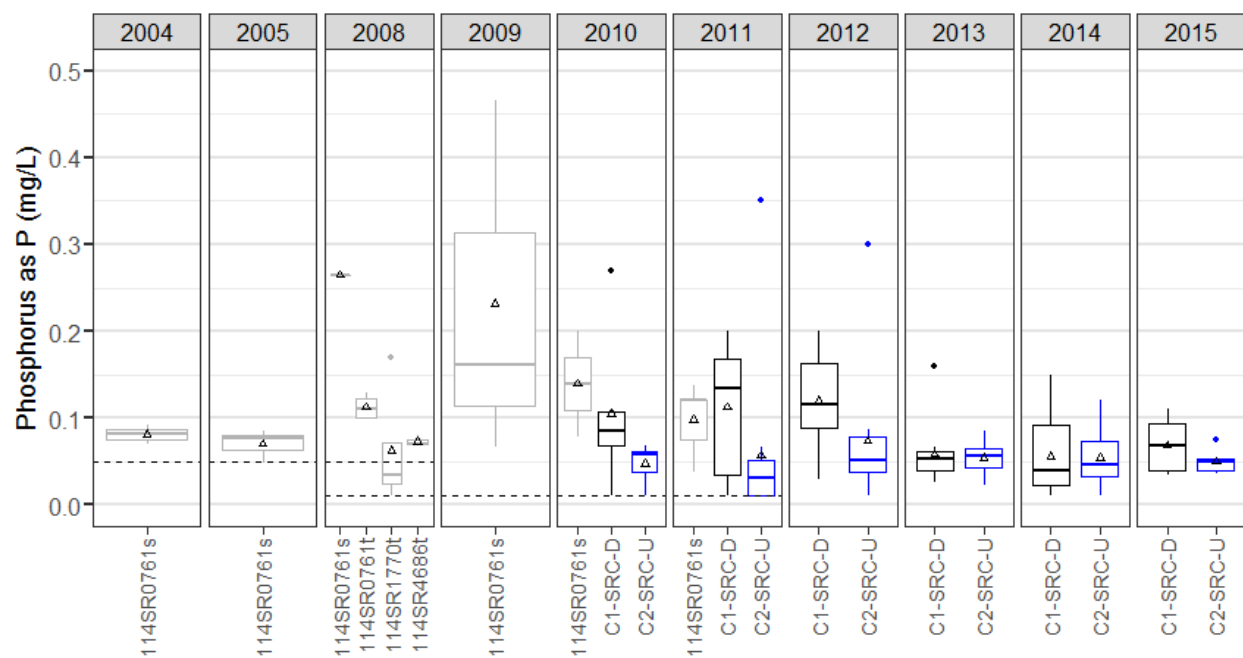 2004 2005 2008 2009 2010 2011 2012 2013 2014 2015
Phosphorus as P (mg/L)
0.5
0.4
0.3
0.2
0.1
0.0
114SR0761s
114SR0761s
114SR0761s
114SR0761t
114SR1770t
114SR4686t
114SR0761s
114SR0761s
C1-SRC-D
C2-SRC-U
114SR0761s
C1-SRC-D
C2-SRC-U
C1-SRC-D
C2-SRC-U
C1-SRC-D
C2-SRC-U
C1-SRC-D
C2-SRC-U
C1-SRC-D
C2-SRC-U